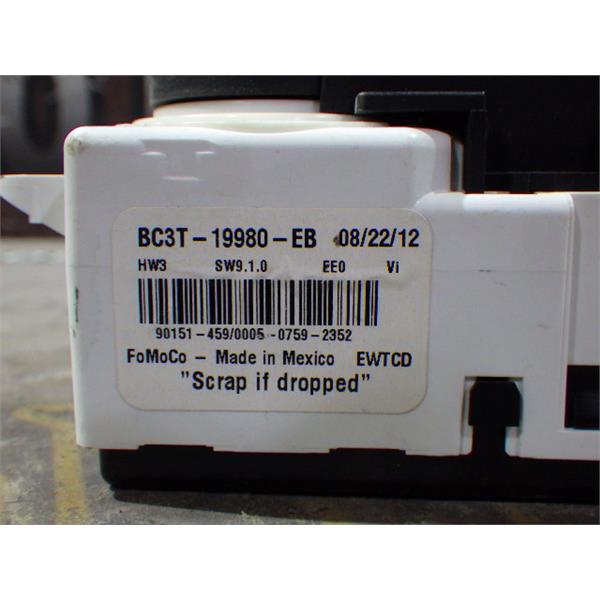 BC3T-19980-EB 08/22/12
HW3 SW9.1.0 EE0 Vi
90151-459/0005-0759-2352
FoMoCo - Made in Mexico EWTCD
"Scrap if dropped"